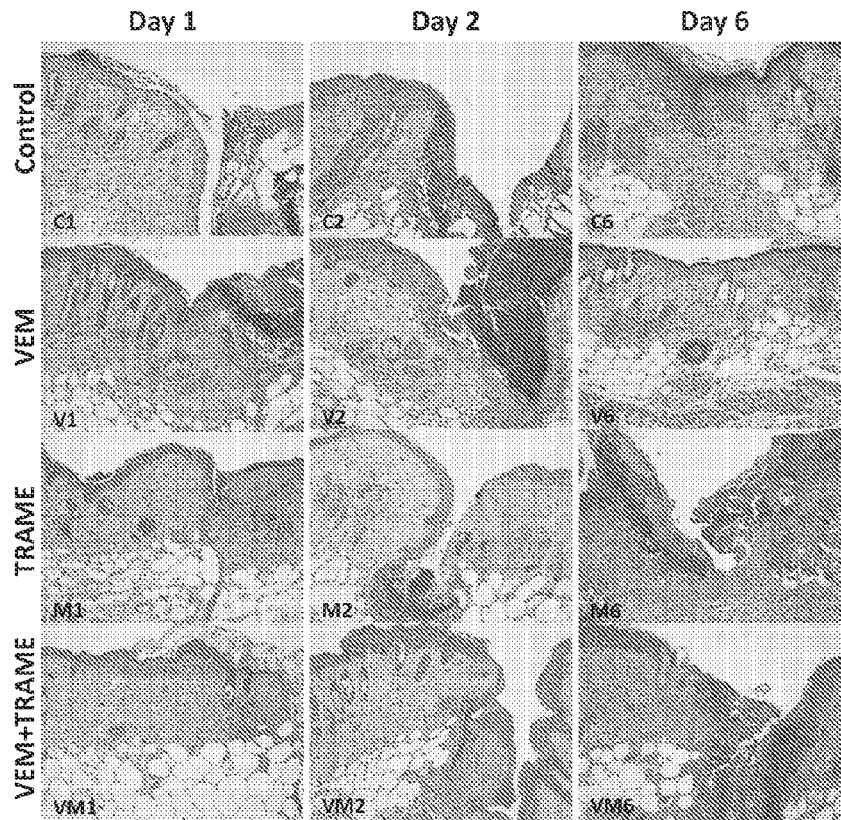 Day 1 Day 2 Day 6
Control
C1 C2 C6
VEM
V1 V2 V6
TRAME
M1 M2 M6
VEM+TRAME
VM1 VM2 VM6